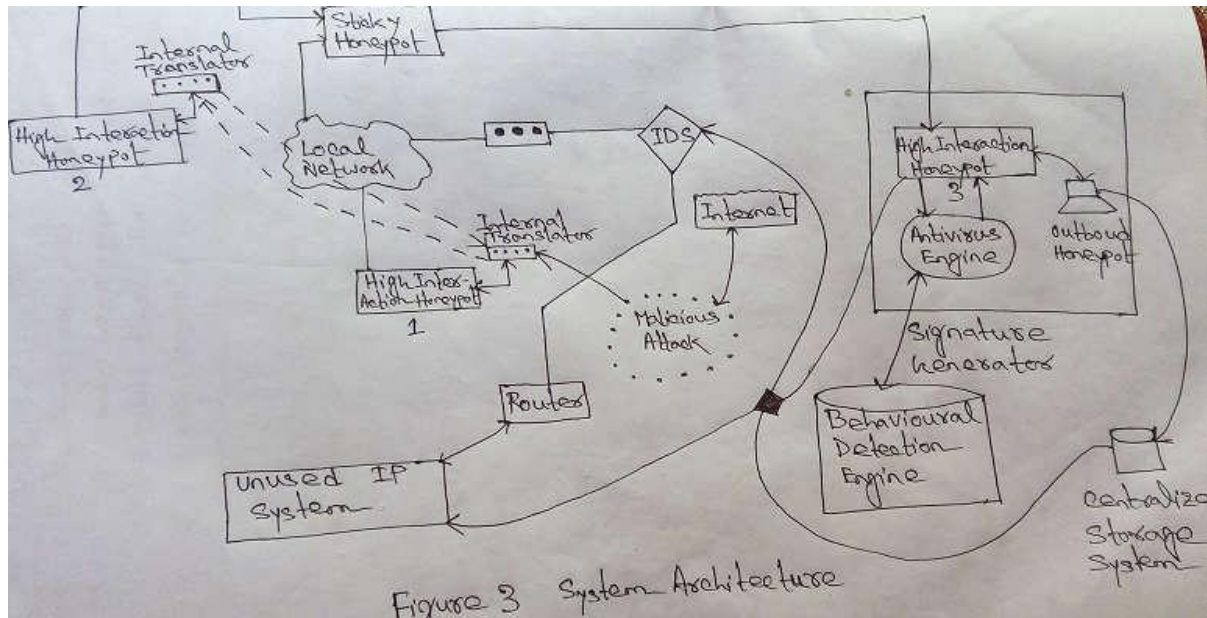 Sticky
Honeypot
Internal
Translator
High Interaction
Honeypot
2
Local
Network
IDS
Internet
Internal
Translator
High Inter-
Action Honeypot
1
Malicious
Attack
High Interaction
Honeypot
3
Antivirus
Engine
Outboud
Honeypot
Signature
Generator
Router
Behavioural
Detection
Engine
Unused IP
System
Centralize
Storage
System
Figure 3 System Architecture